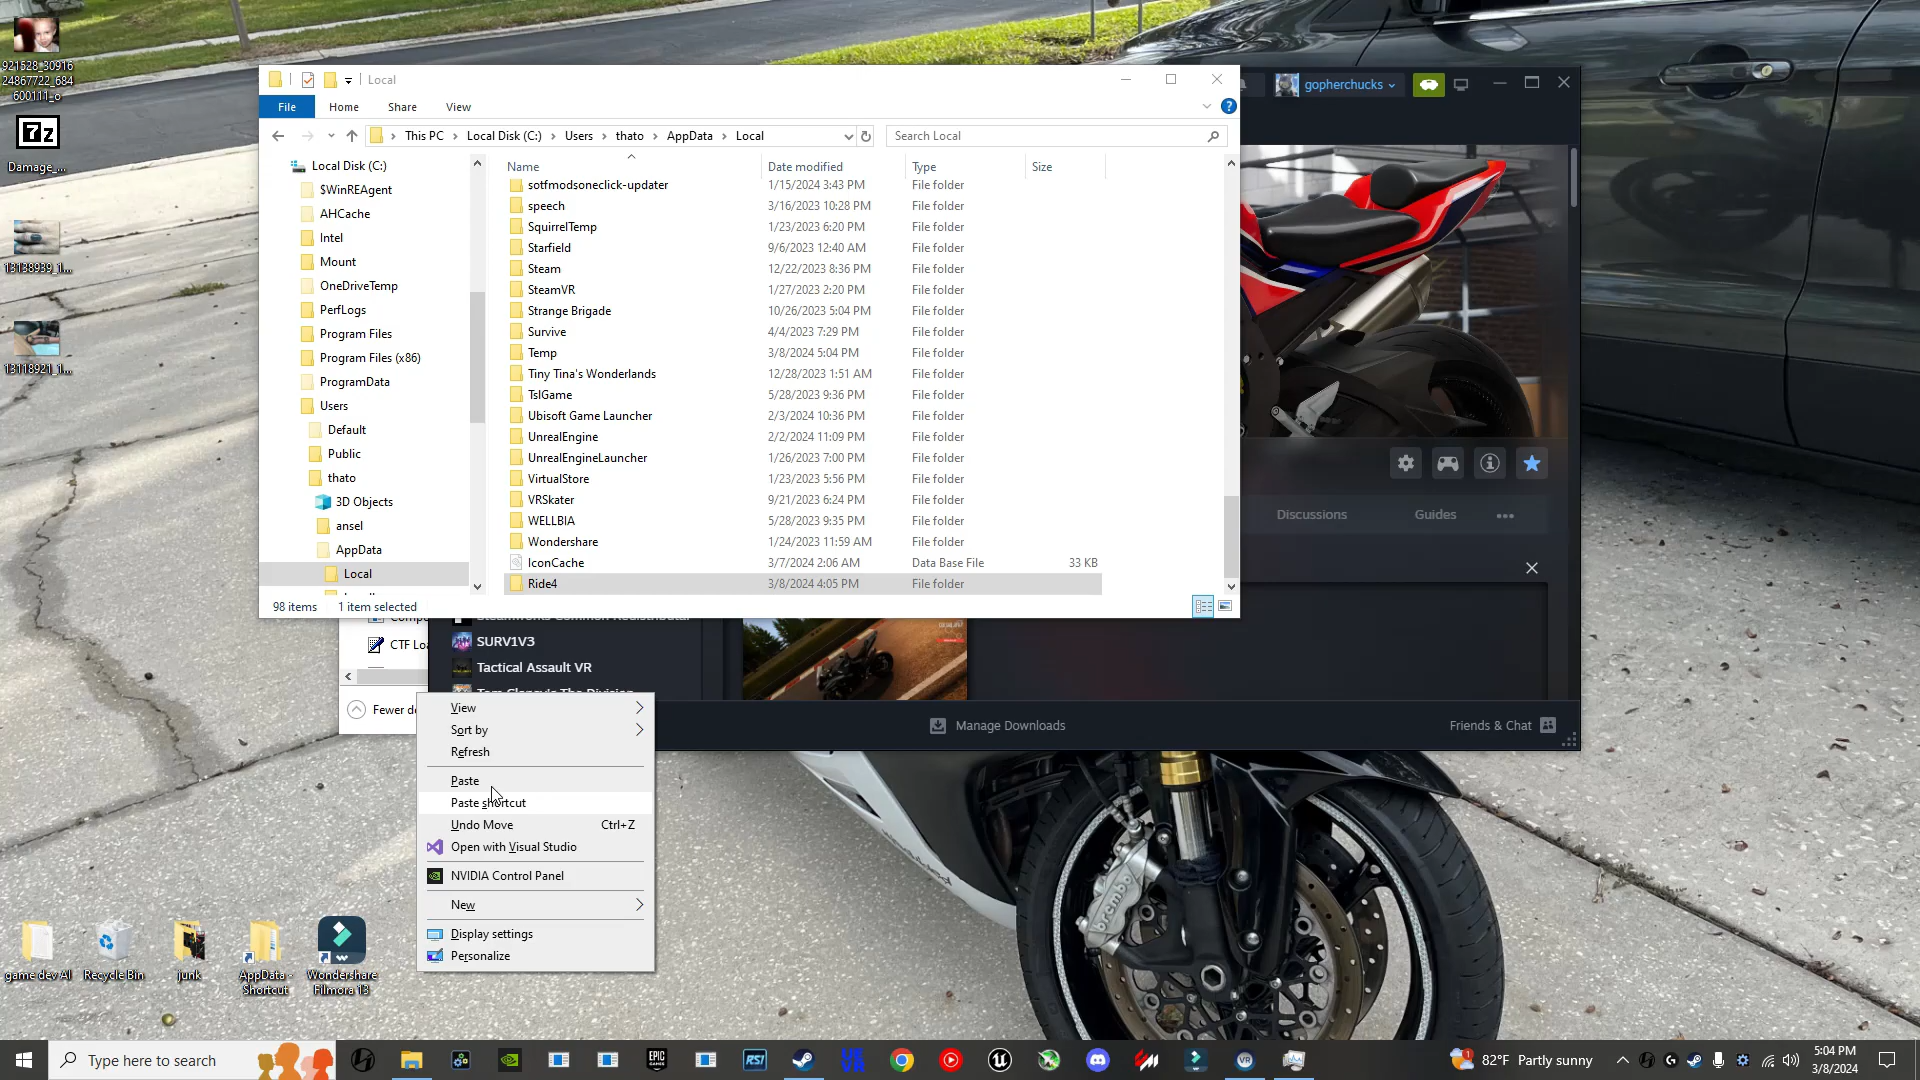 921528_30916
24867722_684
600111_o
7z
Damage_...
13138939_1...
13118921_1...
Local
File
Home
Share
View
This PC > Local Disk (C:) > Users > thato > AppData > Local
Search Local
Local Disk (C:)
$WinREAgent
AHCache
Intel
Mount
OneDriveTemp
PerfLogs
Program Files
Program Files (x86)
ProgramData
Users
Default
Public
thato
3D Objects
ansel
AppData
Local
Name Date modified Type Size
sotfmodsoneclick-updater 1/15/2024 3:43 PM File folder
speech 3/16/2023 10:28 PM File folder
SquirrelTemp 1/23/2023 6:20 PM File folder
Starfield 9/6/2023 12:40 AM File folder
Steam 12/22/2023 8:36 PM File folder
SteamVR 1/27/2023 2:20 PM File folder
Strange Brigade 10/26/2023 5:04 PM File folder
Survive 4/4/2023 7:29 PM File folder
Temp 3/8/2024 5:04 PM File folder
Tiny Tina's Wonderlands 12/28/2023 1:51 AM File folder
TslGame 5/28/2023 9:36 PM File folder
Ubisoft Game Launcher 2/3/2024 10:36 PM File folder
UnrealEngine 2/2/2024 11:09 PM File folder
UnrealEngineLauncher 1/26/2023 7:00 PM File folder
VirtualStore 1/23/2023 5:56 PM File folder
VRSkater 9/21/2023 6:24 PM File folder
WELLBIA 5/28/2023 9:35 PM File folder
Wondershare 1/24/2023 11:59 AM File folder
IconCache 3/7/2024 2:06 AM Data Base File 33 KB
Ride4 3/8/2024 4:05 PM File folder
98 items 1 item selected
gopherchucks
Discussions
Guides
CTF Loa
Fewer de
SURV1V3
Tactical Assault VR
Manage Downloads
Friends & Chat
View
Sort by
Refresh
Paste
Paste shortcut
Undo Move Ctrl+Z
Open with Visual Studio
NVIDIA Control Panel
New
Display settings
Personalize
brembo
game dev AI
Recycle Bin
junk
AppData -
Shortcut
Wondershare
Filmora 13
Type here to search
EPIC
GAMES
RSI
VR
82°F Partly sunny
5:04 PM
3/8/2024